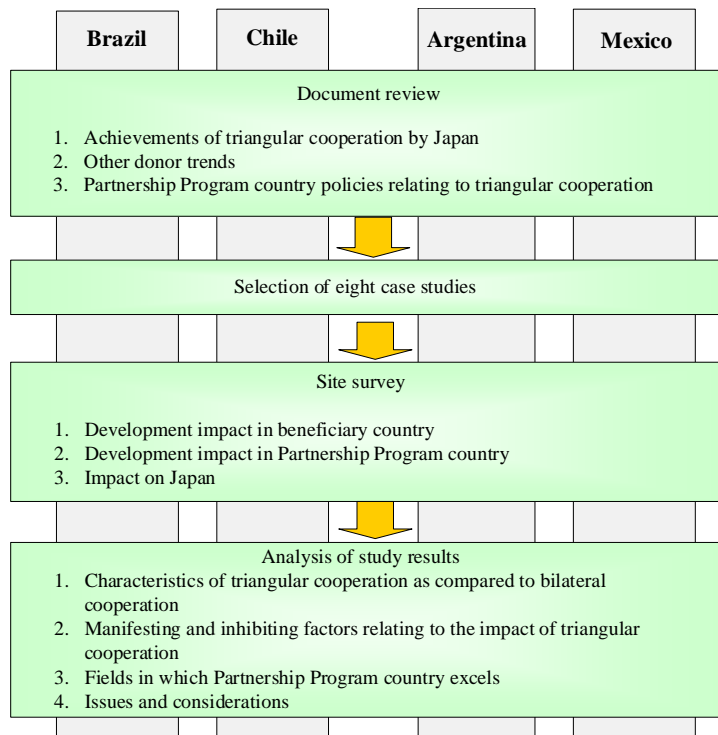 Brazil Chile Argentina Mexico
Document review
1. Achievements of triangular cooperation by Japan
2. Other donor trends
3. Partnership Program country policies relating to triangular cooperation
Selection of eight case studies
Site survey
1. Development impact in beneficiary country
2. Development impact in Partnership Program country
3. Impact on Japan
Analysis of study results
1. Characteristics of triangular cooperation as compared to bilateral
cooperation
2. Manifesting and inhibiting factors relating to the impact of triangular
cooperation
3. Fields in which Partnership Program country excels
4. Issues and considerations